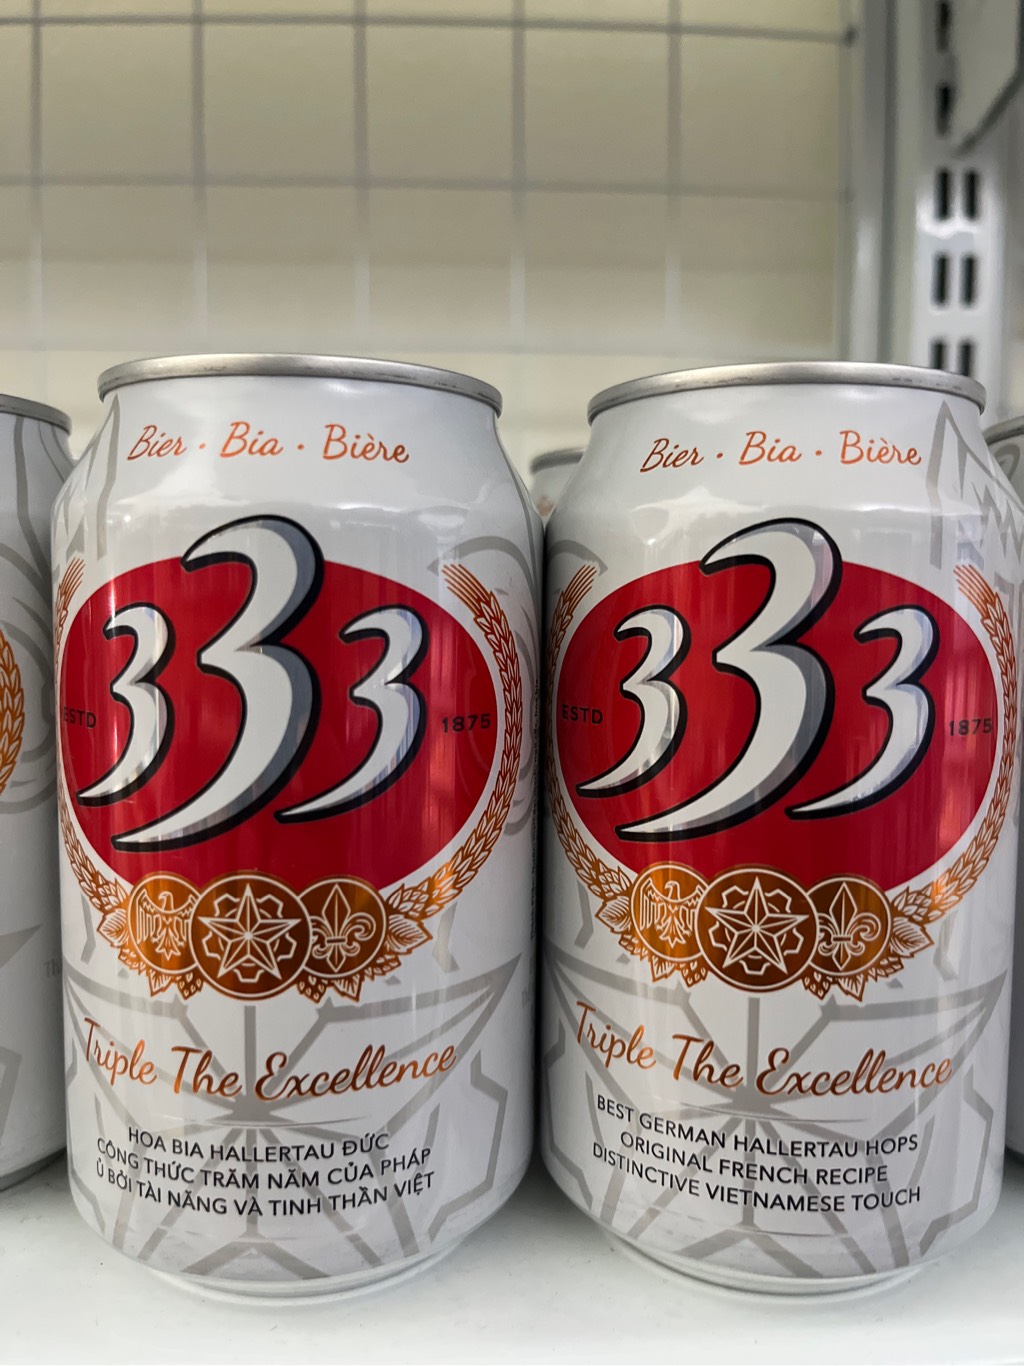 Bier · Bia · Bière
333
ESTD
1875
Triple The Excellence
HOA BIA HALLERTAU ĐỨC
CÔNG THỨC TRĂM NĂM CỦA PHÁP
Ủ BỞI TÀI NĂNG VÀ TINH THẦN VIỆT
Bier · Bia · Bière
333
ESTD
1875
Triple The Excellence
BEST GERMAN HALLERTAU HOPS
ORIGINAL FRENCH RECIPE
DISTINCTIVE VIETNAMESE TOUCH